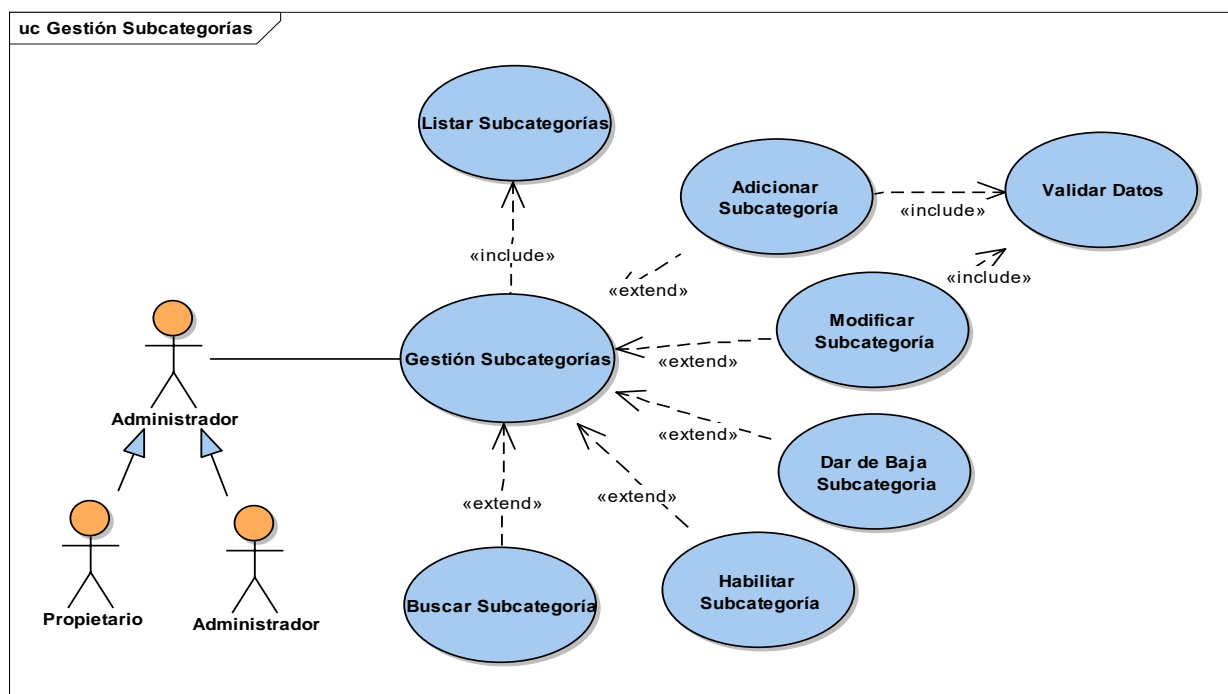 uc Gestión Subcategorías
Listar Subcategorías
Adicionar
Subcategoría
Validar Datos
«include»
«include»
«extend»
«include»
Modificar
Subcategoría
Gestión Subcategorías
«extend»
Administrador
«extend»
Dar de Baja
Subcategoria
«extend»
«extend»
Habilitar
Subcategoría
Buscar Subcategoría
Propietario
Administrador